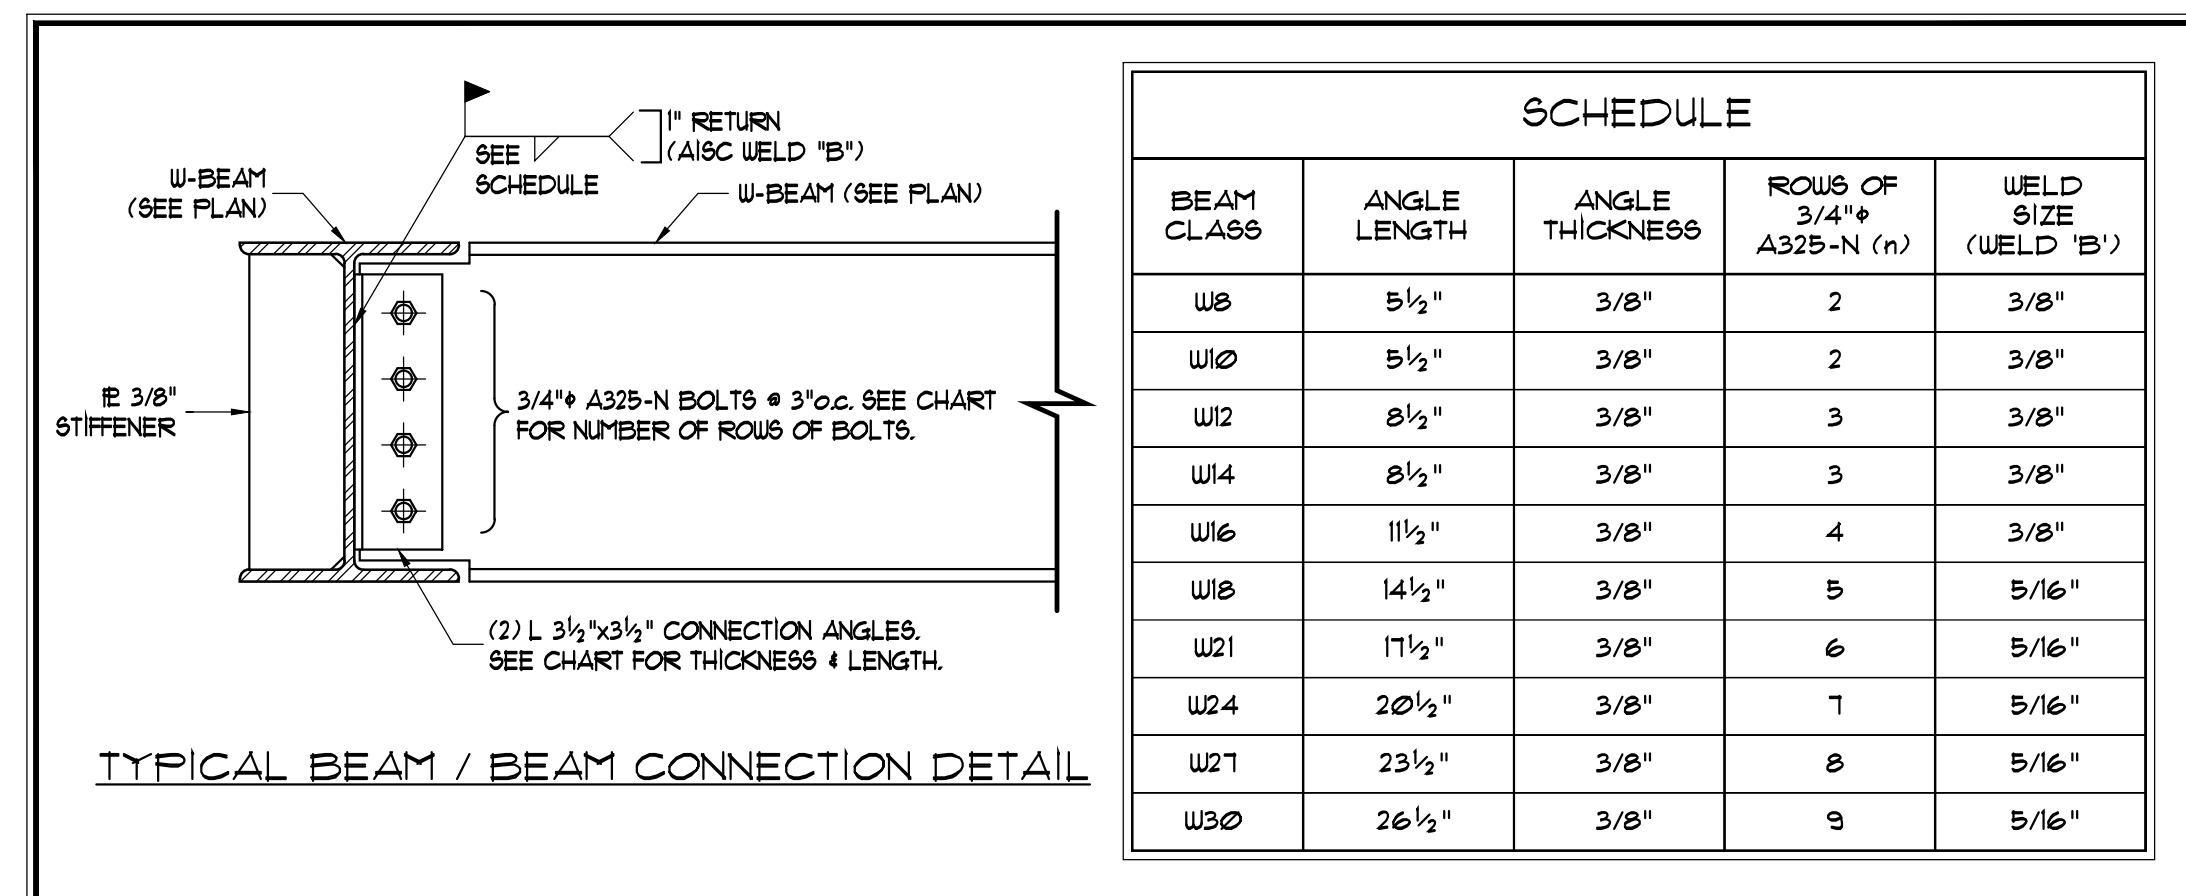 1" RETURN
(AISC WELD "B")
SEE
SCHEDULE
W-BEAM
(SEE PLAN)
W-BEAM (SEE PLAN)
PL 3/8"
STIFFENER
3/4"ϕ A325-N BOLTS @ 3"o.c. SEE CHART
FOR NUMBER OF ROWS OF BOLTS.
(2) L 3½"x3½" CONNECTION ANGLES.
SEE CHART FOR THICKNESS & LENGTH.
TYPICAL BEAM / BEAM CONNECTION DETAIL
SCHEDULE
BEAM CLASS ANGLE LENGTH ANGLE THICKNESS ROWS OF 3/4"ϕ A325-N (n) WELD SIZE (WELD 'B')
W8 5½" 3/8" 2 3/8"
W10 5½" 3/8" 2 3/8"
W12 8½" 3/8" 3 3/8"
W14 8½" 3/8" 3 3/8"
W16 11½" 3/8" 4 3/8"
W18 14½" 3/8" 5 5/16"
W21 17½" 3/8" 6 5/16"
W24 20½" 3/8" 7 5/16"
W27 23½" 3/8" 8 5/16"
W30 26½" 3/8" 9 5/16"